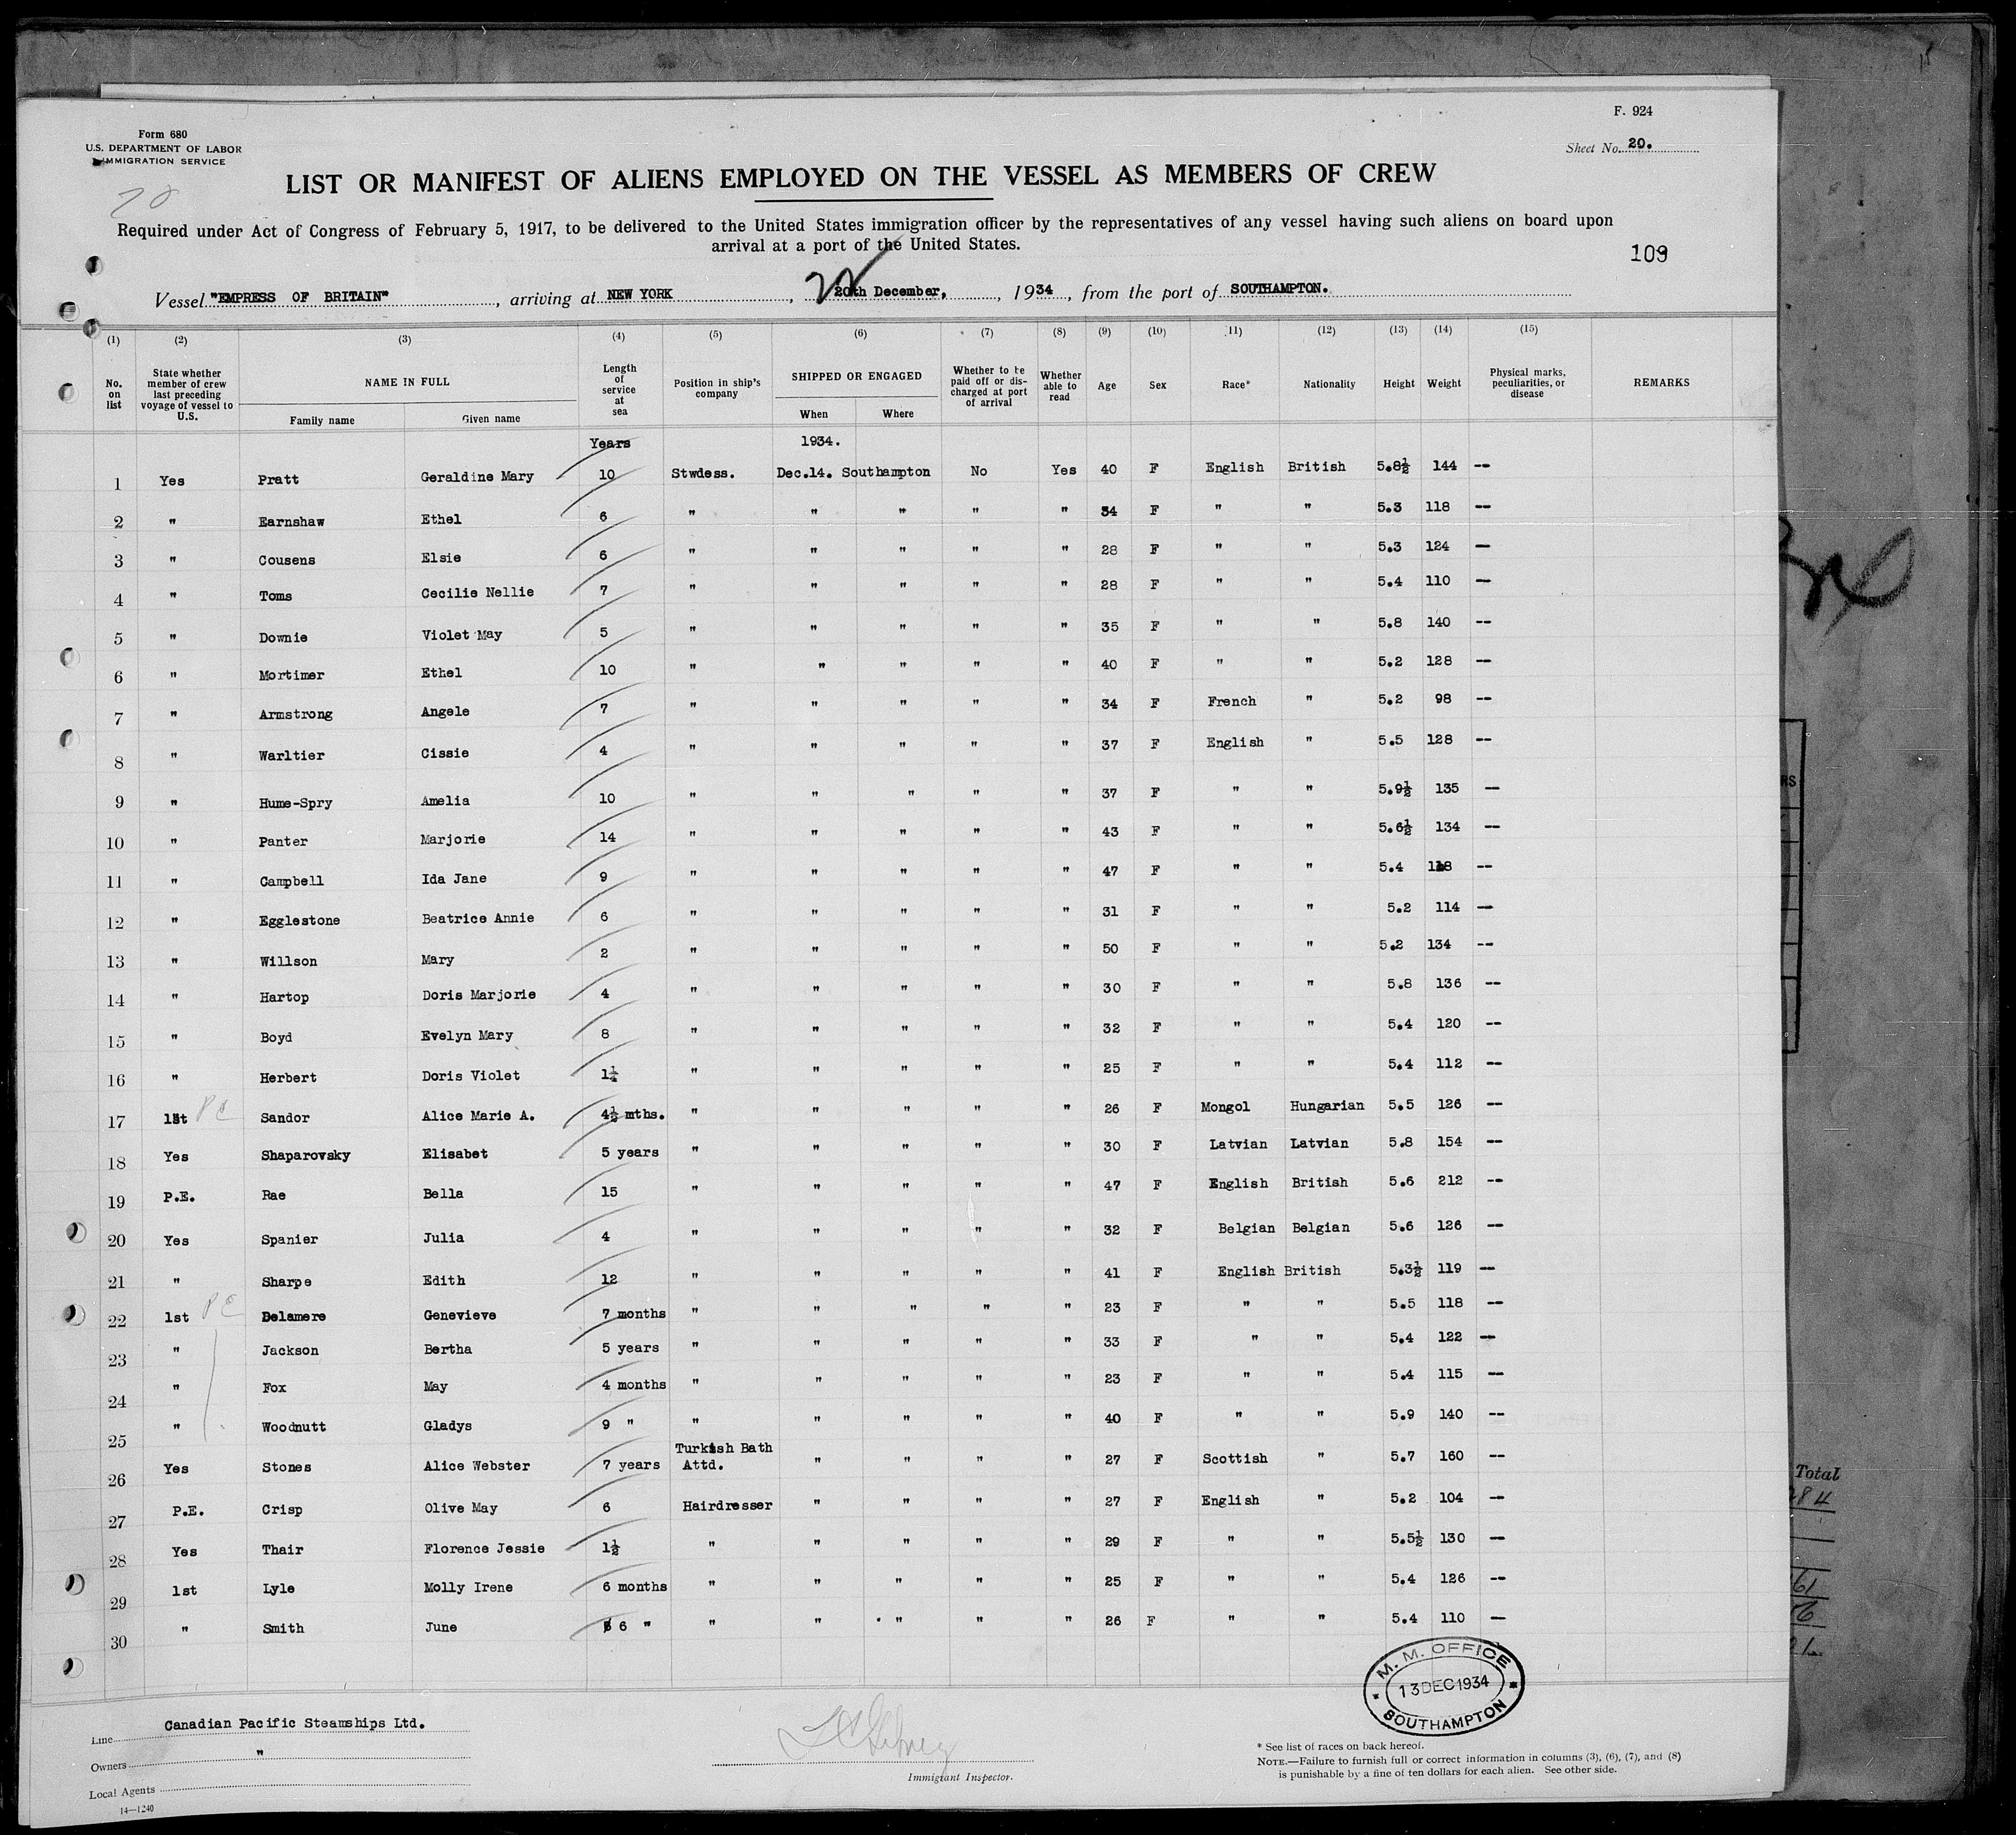 F. 924
Form 680
U.S. DEPARTMENT OF LABOR
IMMIGRATION SERVICE
Sheet No. 20.
20
LIST OR MANIFEST OF ALIENS EMPLOYED ON THE VESSEL AS MEMBERS OF CREW
Required under Act of Congress of February 5, 1917, to be delivered to the United States immigration officer by the representatives of any vessel having such aliens on board upon
arrival at a port of the United States.
109
Vessel "EMPRESS OF BRITAIN", arriving at NEW YORK, 20th December, 1934, from the port of SOUTHAMPTON.
(1) (2) (3) (4) (5) (6) (7) (8) (9) (10) (11) (12) (13) (14) (15)
No. on list State whether member of crew last preceding voyage of vessel to U.S. NAME IN FULL Family name Given name Length of service at sea Position in ship's company SHIPPED OR ENGAGED When Where Whether to be paid off or discharged at port of arrival Whether able to read Age Sex Race* Nationality Height Weight Physical marks, peculiarities, or disease REMARKS
Years 1934.
1 Yes Pratt Geraldine Mary 10 Stwdess. Dec.14. Southampton No Yes 40 F English British 5.8½ 144 --
2 " Earnshaw Ethel 6 " " " " " 34 F " " 5.3 118 --
3 " Cousens Elsie 6 " " " " " 28 F " " 5.3 124 --
4 " Toms Cecilie Nellie 7 " " " " " 28 F " " 5.4 110 --
5 " Downie Violet May 5 " " " " " 35 F " " 5.8 140 --
6 " Mortimer Ethel 10 " " " " " 40 F " " 5.2 128 --
7 " Armstrong Angele 7 " " " " " 34 F French " 5.2 98 --
8 " Warltier Cissie 4 " " " " " 37 F English " 5.5 128 --
9 " Hume-Spry Amelia 10 " " " " " 37 F " " 5.9½ 135 --
10 " Panter Marjorie 14 " " " " " 43 F " " 5.6½ 134 --
11 " Campbell Ida Jane 9 " " " " " 47 F " " 5.4 118 --
12 " Egglestone Beatrice Annie 6 " " " " " 31 F " " 5.2 114 --
13 " Willson Mary 2 " " " " " 50 F " " 5.2 134 --
14 " Hartop Doris Marjorie 4 " " " " " 30 F " " 5.8 136 --
15 " Boyd Evelyn Mary 8 " " " " " 32 F " " 5.4 120 --
16 " Herbert Doris Violet 1¼ " " " " " 25 F " " 5.4 112 --
17 1st PE Sandor Alice Marie A. 4½ mths. " " " " " 26 F Mongol Hungarian 5.5 126 --
18 Yes Shaparovsky Elisabet 5 years " " " " " 30 F Latvian Latvian 5.8 154 --
19 P.E. Rae Bella 15 " " " " " 47 F English British 5.6 212 --
20 Yes Spanier Julia 4 " " " " " 32 F Belgian Belgian 5.6 126 --
21 " Sharpe Edith 12 " " " " " 41 F English British 5.3½ 119 --
22 1st PE Delamere Genevieve 7 months " " " " " 23 F " " 5.5 118 --
23 " Jackson Bertha 5 years " " " " " 33 F " " 5.4 122 --
24 " Fox May 4 months " " " " " 23 F " " 5.4 115 --
25 " Woodnutt Gladys 9 " " " " " " 40 F " " 5.9 140 --
26 Yes Stones Alice Webster 7 years Turkish Bath Attd. " " " " 27 F Scottish " 5.7 160 --
27 P.E. Crisp Olive May 6 Hairdresser " " " " 27 F English " 5.2 104 --
28 Yes Thair Florence Jessie 1½ " " " " " 29 F " " 5.5½ 130 --
29 1st Lyle Molly Irene 6 months " " " " " 25 F " " 5.4 126 --
30 " Smith June 6 " " " " " " 26 F " " 5.4 110 --
M. M. OFFICE
13 DEC 1934
SOUTHAMPTON
Line Canadian Pacific Steamships Ltd.
Owners "
Local Agents
14—1240
Immigrant Inspector.
* See list of races on back hereof.
NOTE.—Failure to furnish full or correct information in columns (3), (6), (7), and (8)
is punishable by a fine of ten dollars for each alien. See other side.
Total